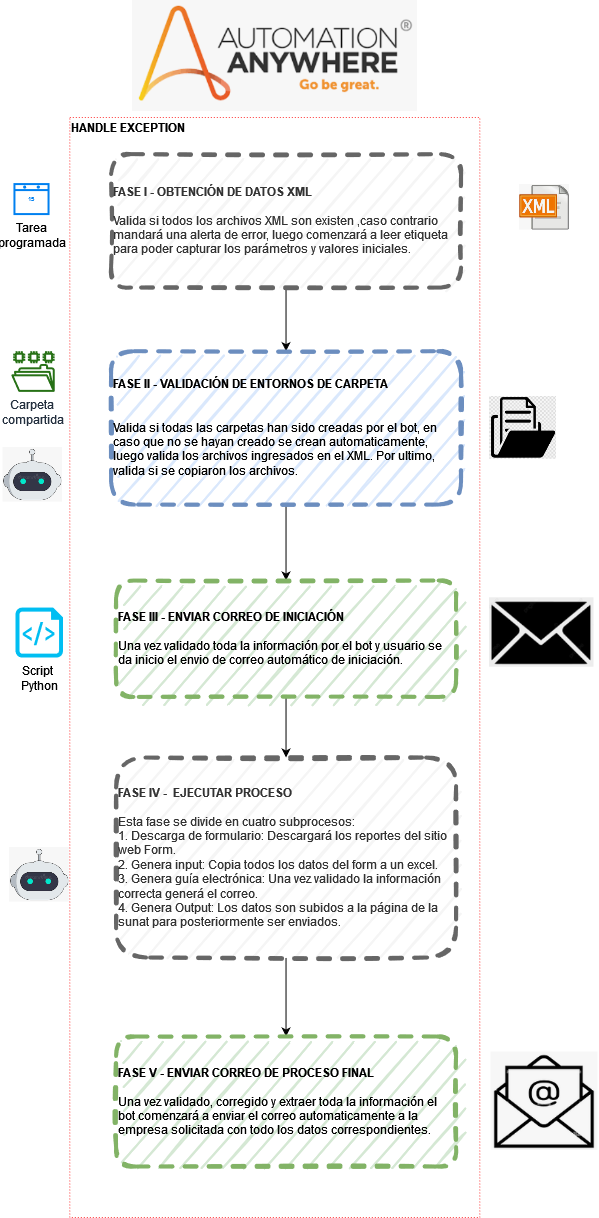 AUTOMATION ®
ANYWHERE
Go be great.
HANDLE EXCEPTION
FASE I - OBTENCIÓN DE DATOS XML
Valida si todos los archivos XML son existen ,caso contrario
mandará una alerta de error, luego comenzará a leer etiqueta
para poder capturar los parámetros y valores iniciales.
15
Tarea
programada
XML
FASE II - VALIDACIÓN DE ENTORNOS DE CARPETA
Valida si todas las carpetas han sido creadas por el bot, en
caso que no se hayan creado se crean automaticamente,
luego valida los archivos ingresados en el XML. Por ultimo,
valida si se copiaron los archivos.
Carpeta
compartida
FASE III - ENVIAR CORREO DE INICIACIÓN
Una vez validado toda la información por el bot y usuario se
da inicio el envio de correo automático de iniciación.
</>
Script
Python
FASE IV -  EJECUTAR PROCESO
Esta fase se divide en cuatro subprocesos:
1. Descarga de formulario: Descargará los reportes del sitio
web Form.
2. Genera input: Copia todos los datos del form a un excel.
3. Genera guía electrónica: Una vez validado la información
correcta generá el correo.
4. Genera Output: Los datos son subidos a la página de la
sunat para posteriormente ser enviados.
FASE V - ENVIAR CORREO DE PROCESO FINAL
Una vez validado, corregido y extraer toda la información el
bot comenzará a enviar el correo automaticamente a la
empresa solicitada con todo los datos correspondientes.
@